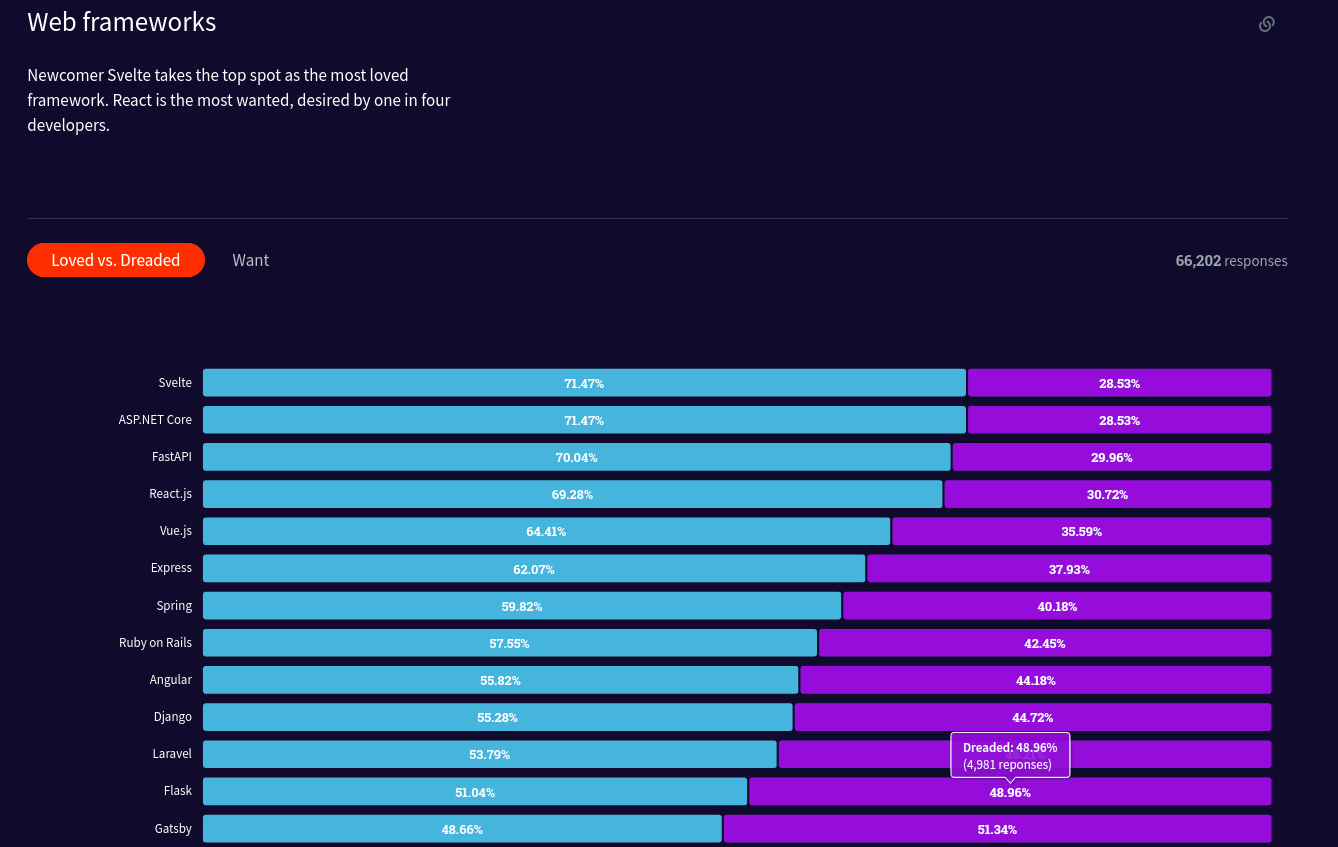 Web frameworks
Newcomer Svelte takes the top spot as the most loved
framework. React is the most wanted, desired by one in four
developers.
Loved vs. Dreaded Want 66,202 responses
Svelte 71.47% 28.53%
ASP.NET Core 71.47% 28.53%
FastAPI 70.04% 29.96%
React.js 69.28% 30.72%
Vue.js 64.41% 35.59%
Express 62.07% 37.93%
Spring 59.82% 40.18%
Ruby on Rails 57.55% 42.45%
Angular 55.82% 44.18%
Django 55.28% 44.72%
Laravel 53.79%
Dreaded: 48.96%
(4,981 reponses)
Flask 51.04% 48.96%
Gatsby 48.66% 51.34%